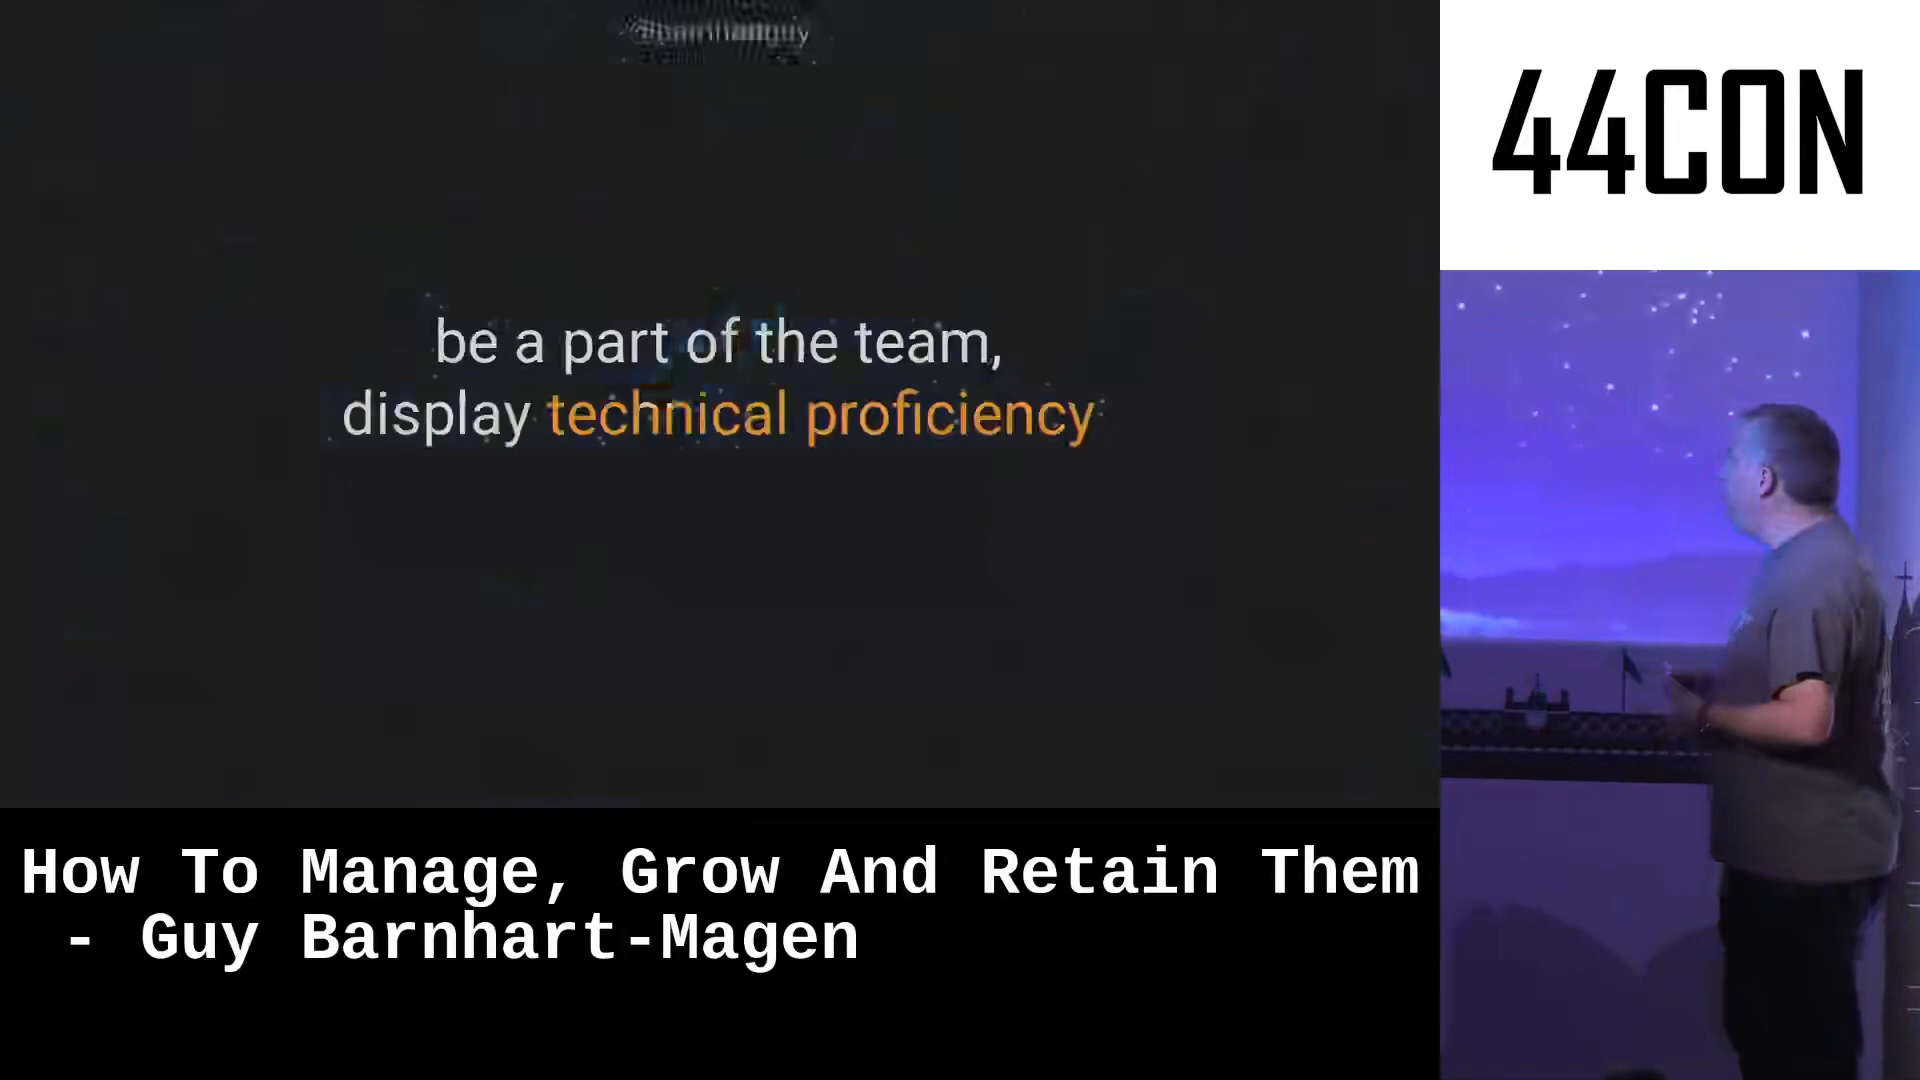 be a part of the team,
display technical proficiency
44CON
How To Manage, Grow And Retain Them
- Guy Barnhart-Magen